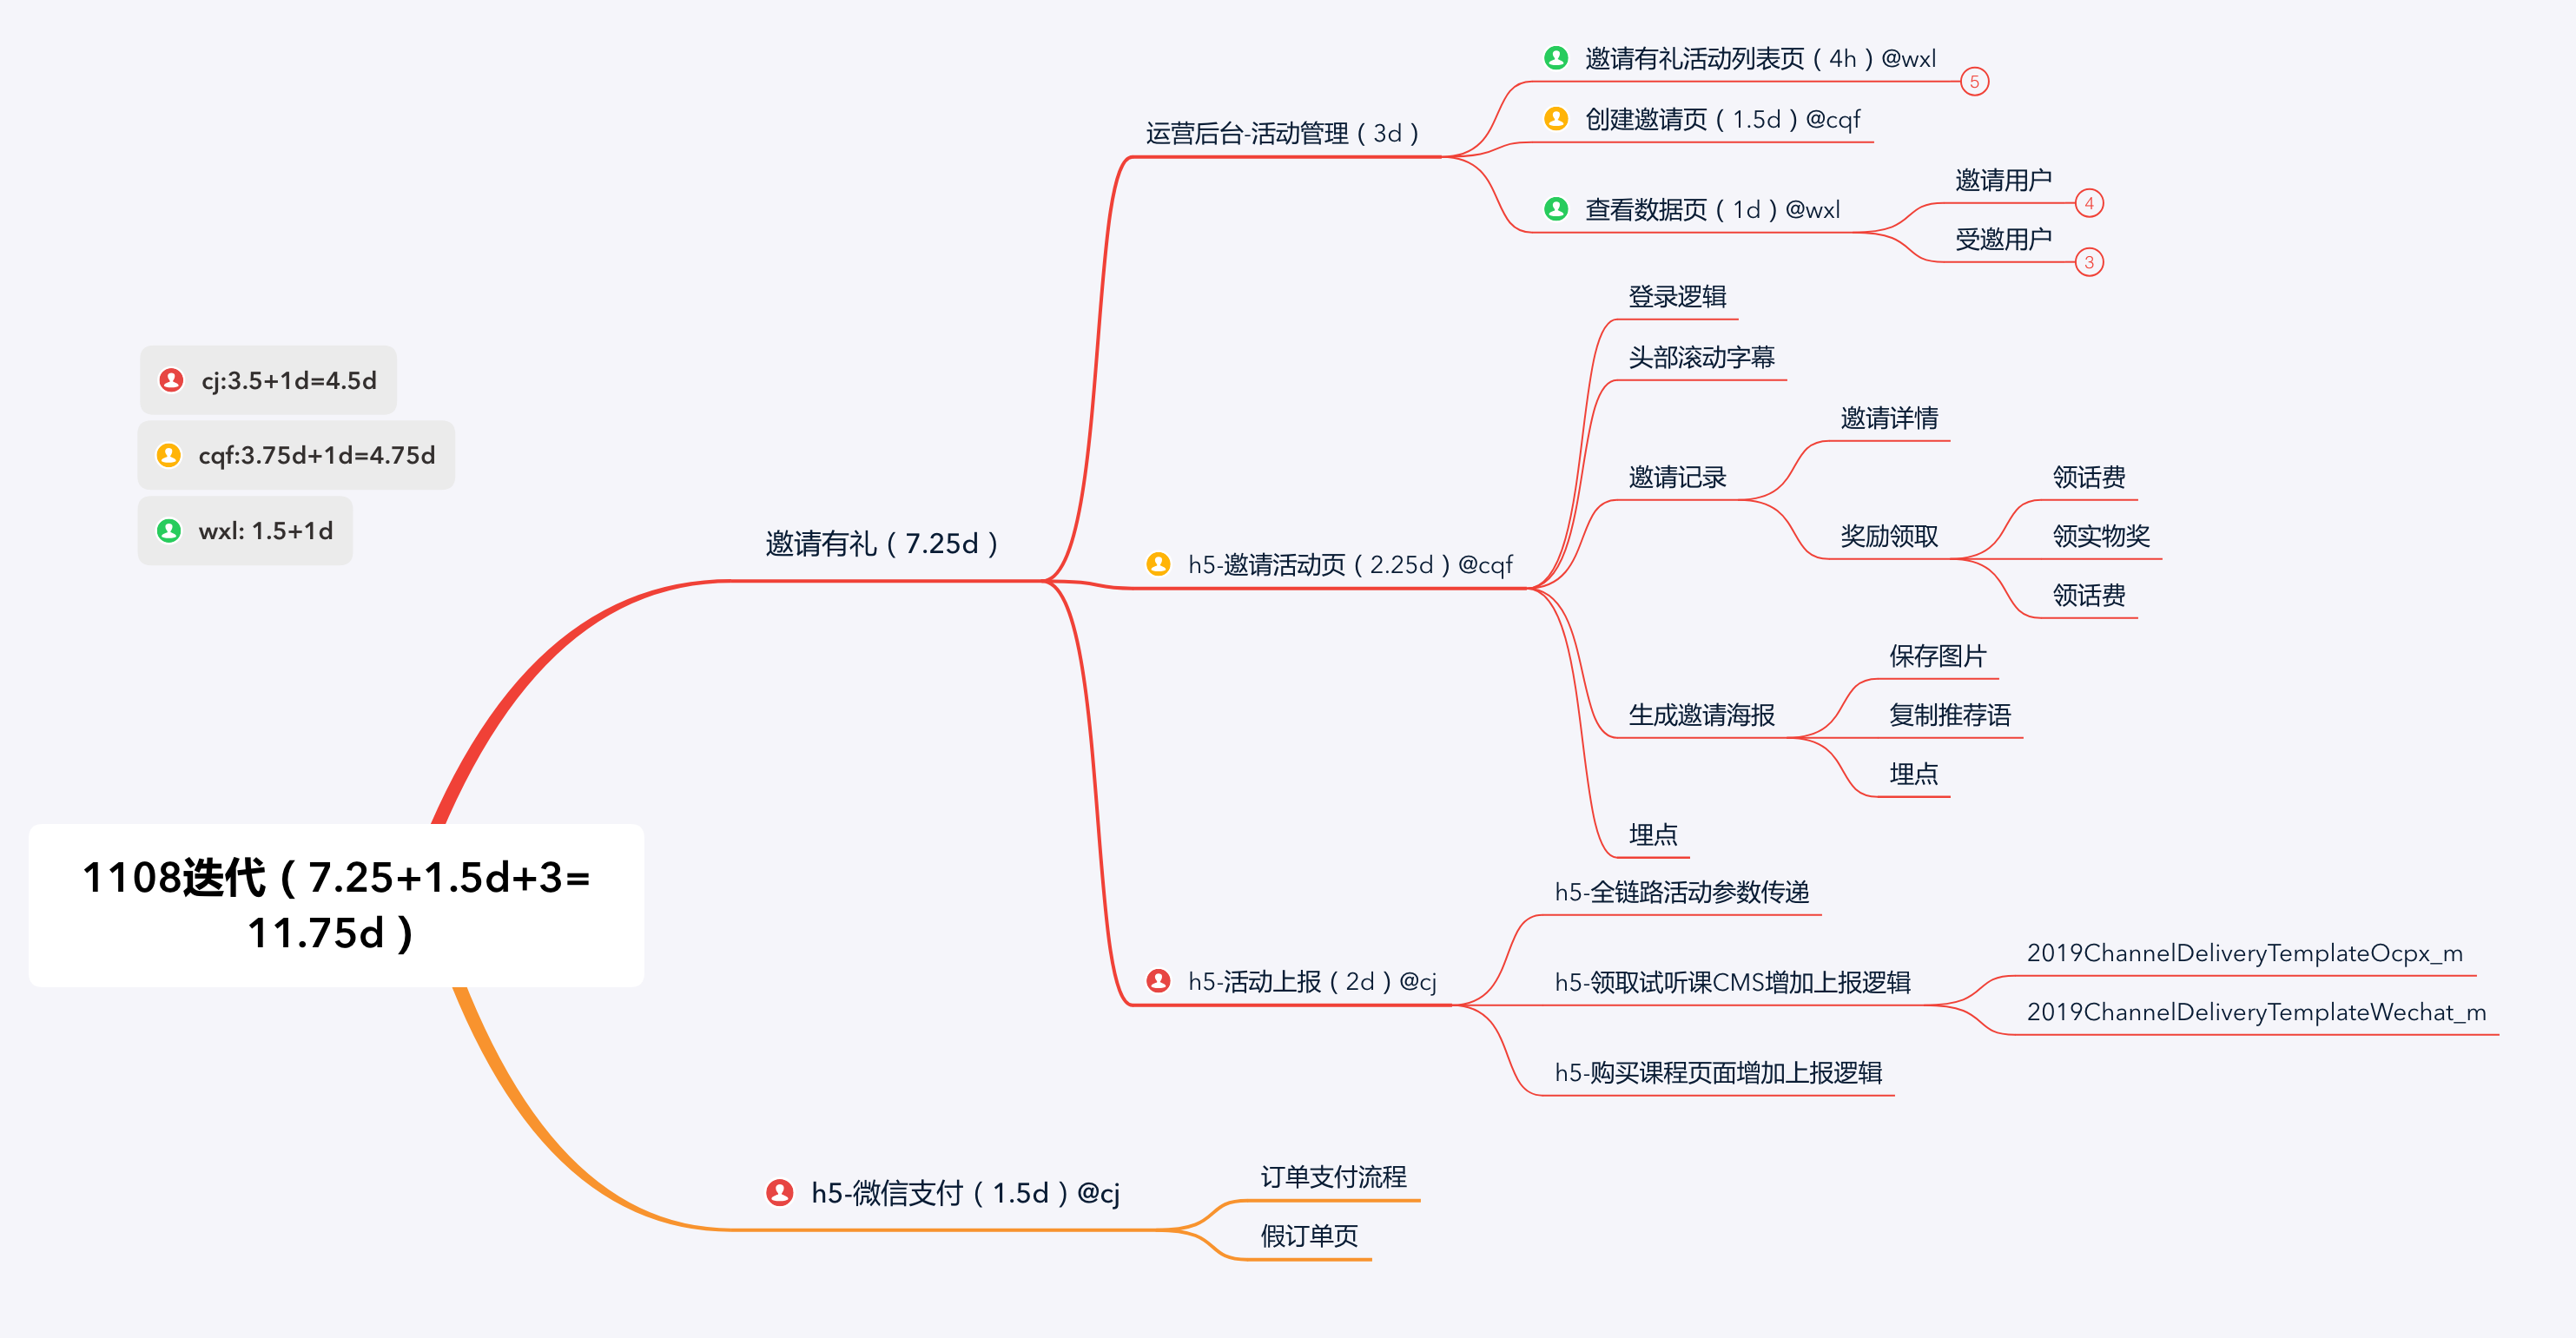 cj:3.5+1d=4.5d
cqf:3.75d+1d=4.75d
wxl: 1.5+1d
1108迭代（7.25+1.5d+3=
11.75d）
邀请有礼（7.25d）
运营后台-活动管理（3d）
邀请有礼活动列表页（4h）@wxl
5
创建邀请页（1.5d）@cqf
查看数据页（1d）@wxl
邀请用户
4
受邀用户
3
h5-邀请活动页（2.25d）@cqf
登录逻辑
头部滚动字幕
邀请记录
邀请详情
奖励领取
领话费
领实物奖
领话费
生成邀请海报
保存图片
复制推荐语
埋点
埋点
h5-活动上报（2d）@cj
h5-全链路活动参数传递
h5-领取试听课CMS增加上报逻辑
2019ChannelDeliveryTemplateOcpx_m
2019ChannelDeliveryTemplateWechat_m
h5-购买课程页面增加上报逻辑
h5-微信支付（1.5d）@cj
订单支付流程
假订单页